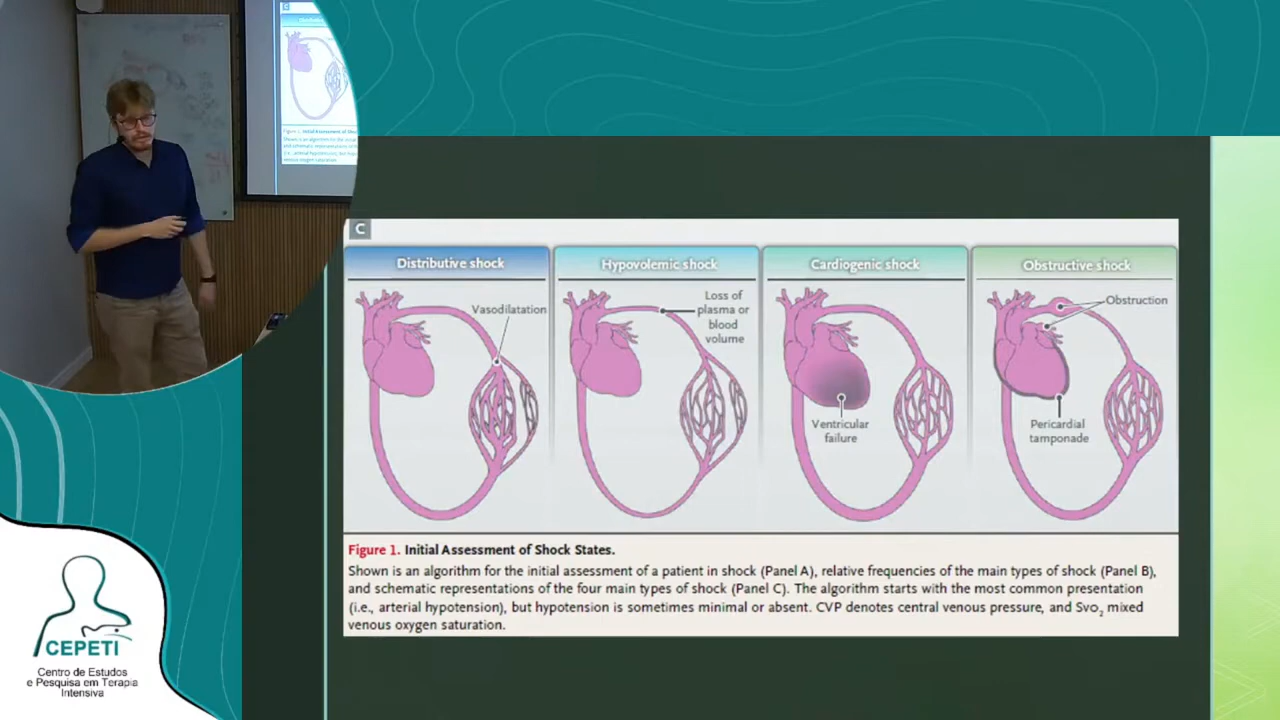 C
Distributive shock
Hypovolemic shock
Cardiogenic shock
Obstructive shock
Vasodilatation
Loss of
plasma or
blood
volume
Ventricular
failure
Obstruction
Pericardial
tamponade
Figure 1. Initial Assessment of Shock States.
Shown is an algorithm for the initial assessment of a patient in shock (Panel A), relative frequencies of the main types of shock (Panel B),
and schematic representations of the four main types of shock (Panel C). The algorithm starts with the most common presentation
(i.e., arterial hypotension), but hypotension is sometimes minimal or absent. CVP denotes central venous pressure, and Svo₂ mixed
venous oxygen saturation.
CEPETI
Centro de Estudos
e Pesquisa em Terapia
Intensiva